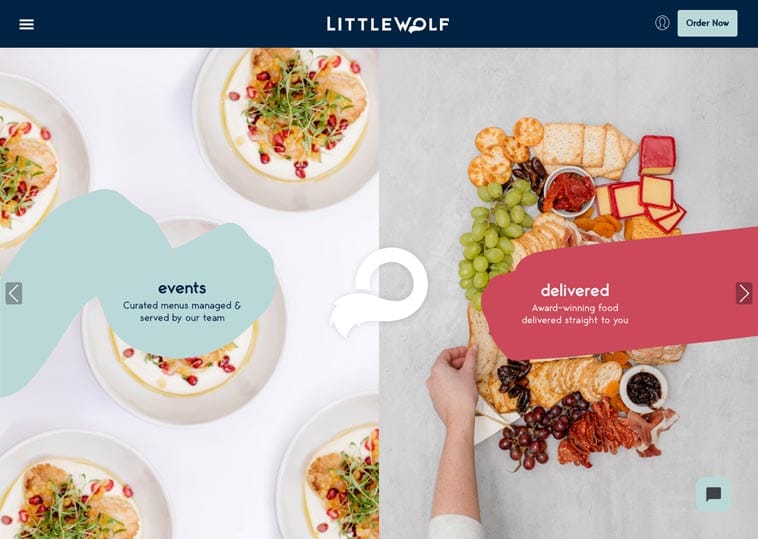 LITTLEWOLF
Order Now
events
Curated menus managed &
served by our team
delivered
Award-winning food
delivered straight to you